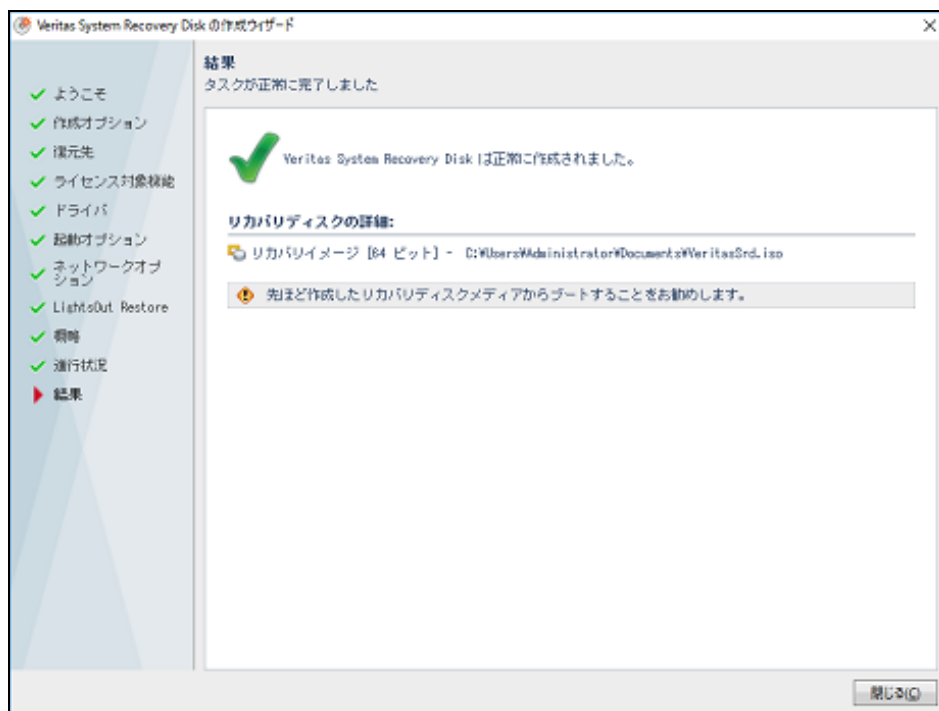 Veritas System Recovery Disk の作成ウィザード
結果
タスクが正常に完了しました
ようこそ
作成オプション
復元先
ライセンス対象機能
ドライバ
起動オプション
ネットワークオプ
ション
LightsOut Restore
概略
進行状況
結果
Veritas System Recovery Disk は正常に作成されました。
リカバリディスクの詳細:
リカバリイメージ [64 ビット] - C:¥Users¥Administrator¥Documents¥VeritasSrd.iso
先ほど作成したリカバリディスクメディアからブートすることをお勧めします。
閉じる(C)